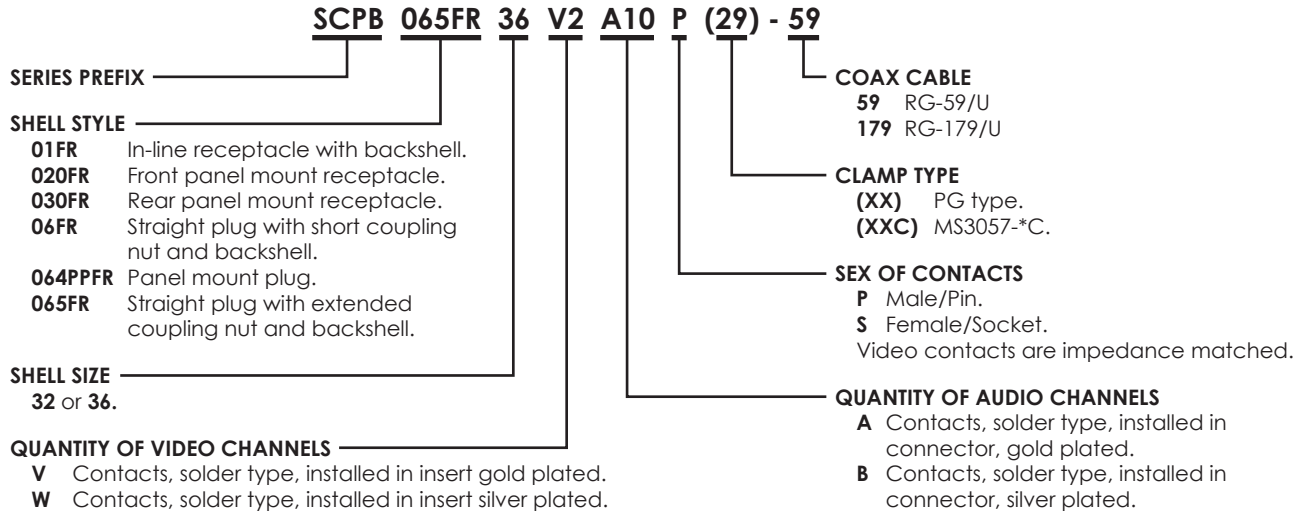 SCPB 065FR 36 V2 A10 P (29) - 59
SERIES PREFIX
SHELL STYLE
01FR In-line receptacle with backshell.
020FR Front panel mount receptacle.
030FR Rear panel mount receptacle.
06FR Straight plug with short coupling
nut and backshell.
064PPFR Panel mount plug.
065FR Straight plug with extended
coupling nut and backshell.
SHELL SIZE
32 or 36.
QUANTITY OF VIDEO CHANNELS
V Contacts, solder type, installed in insert gold plated.
W Contacts, solder type, installed in insert silver plated.
COAX CABLE
59 RG-59/U
179 RG-179/U
CLAMP TYPE
(XX) PG type.
(XXC) MS3057-*C.
SEX OF CONTACTS
P Male/Pin.
S Female/Socket.
Video contacts are impedance matched.
QUANTITY OF AUDIO CHANNELS
A Contacts, solder type, installed in
connector, gold plated.
B Contacts, solder type, installed in
connector, silver plated.